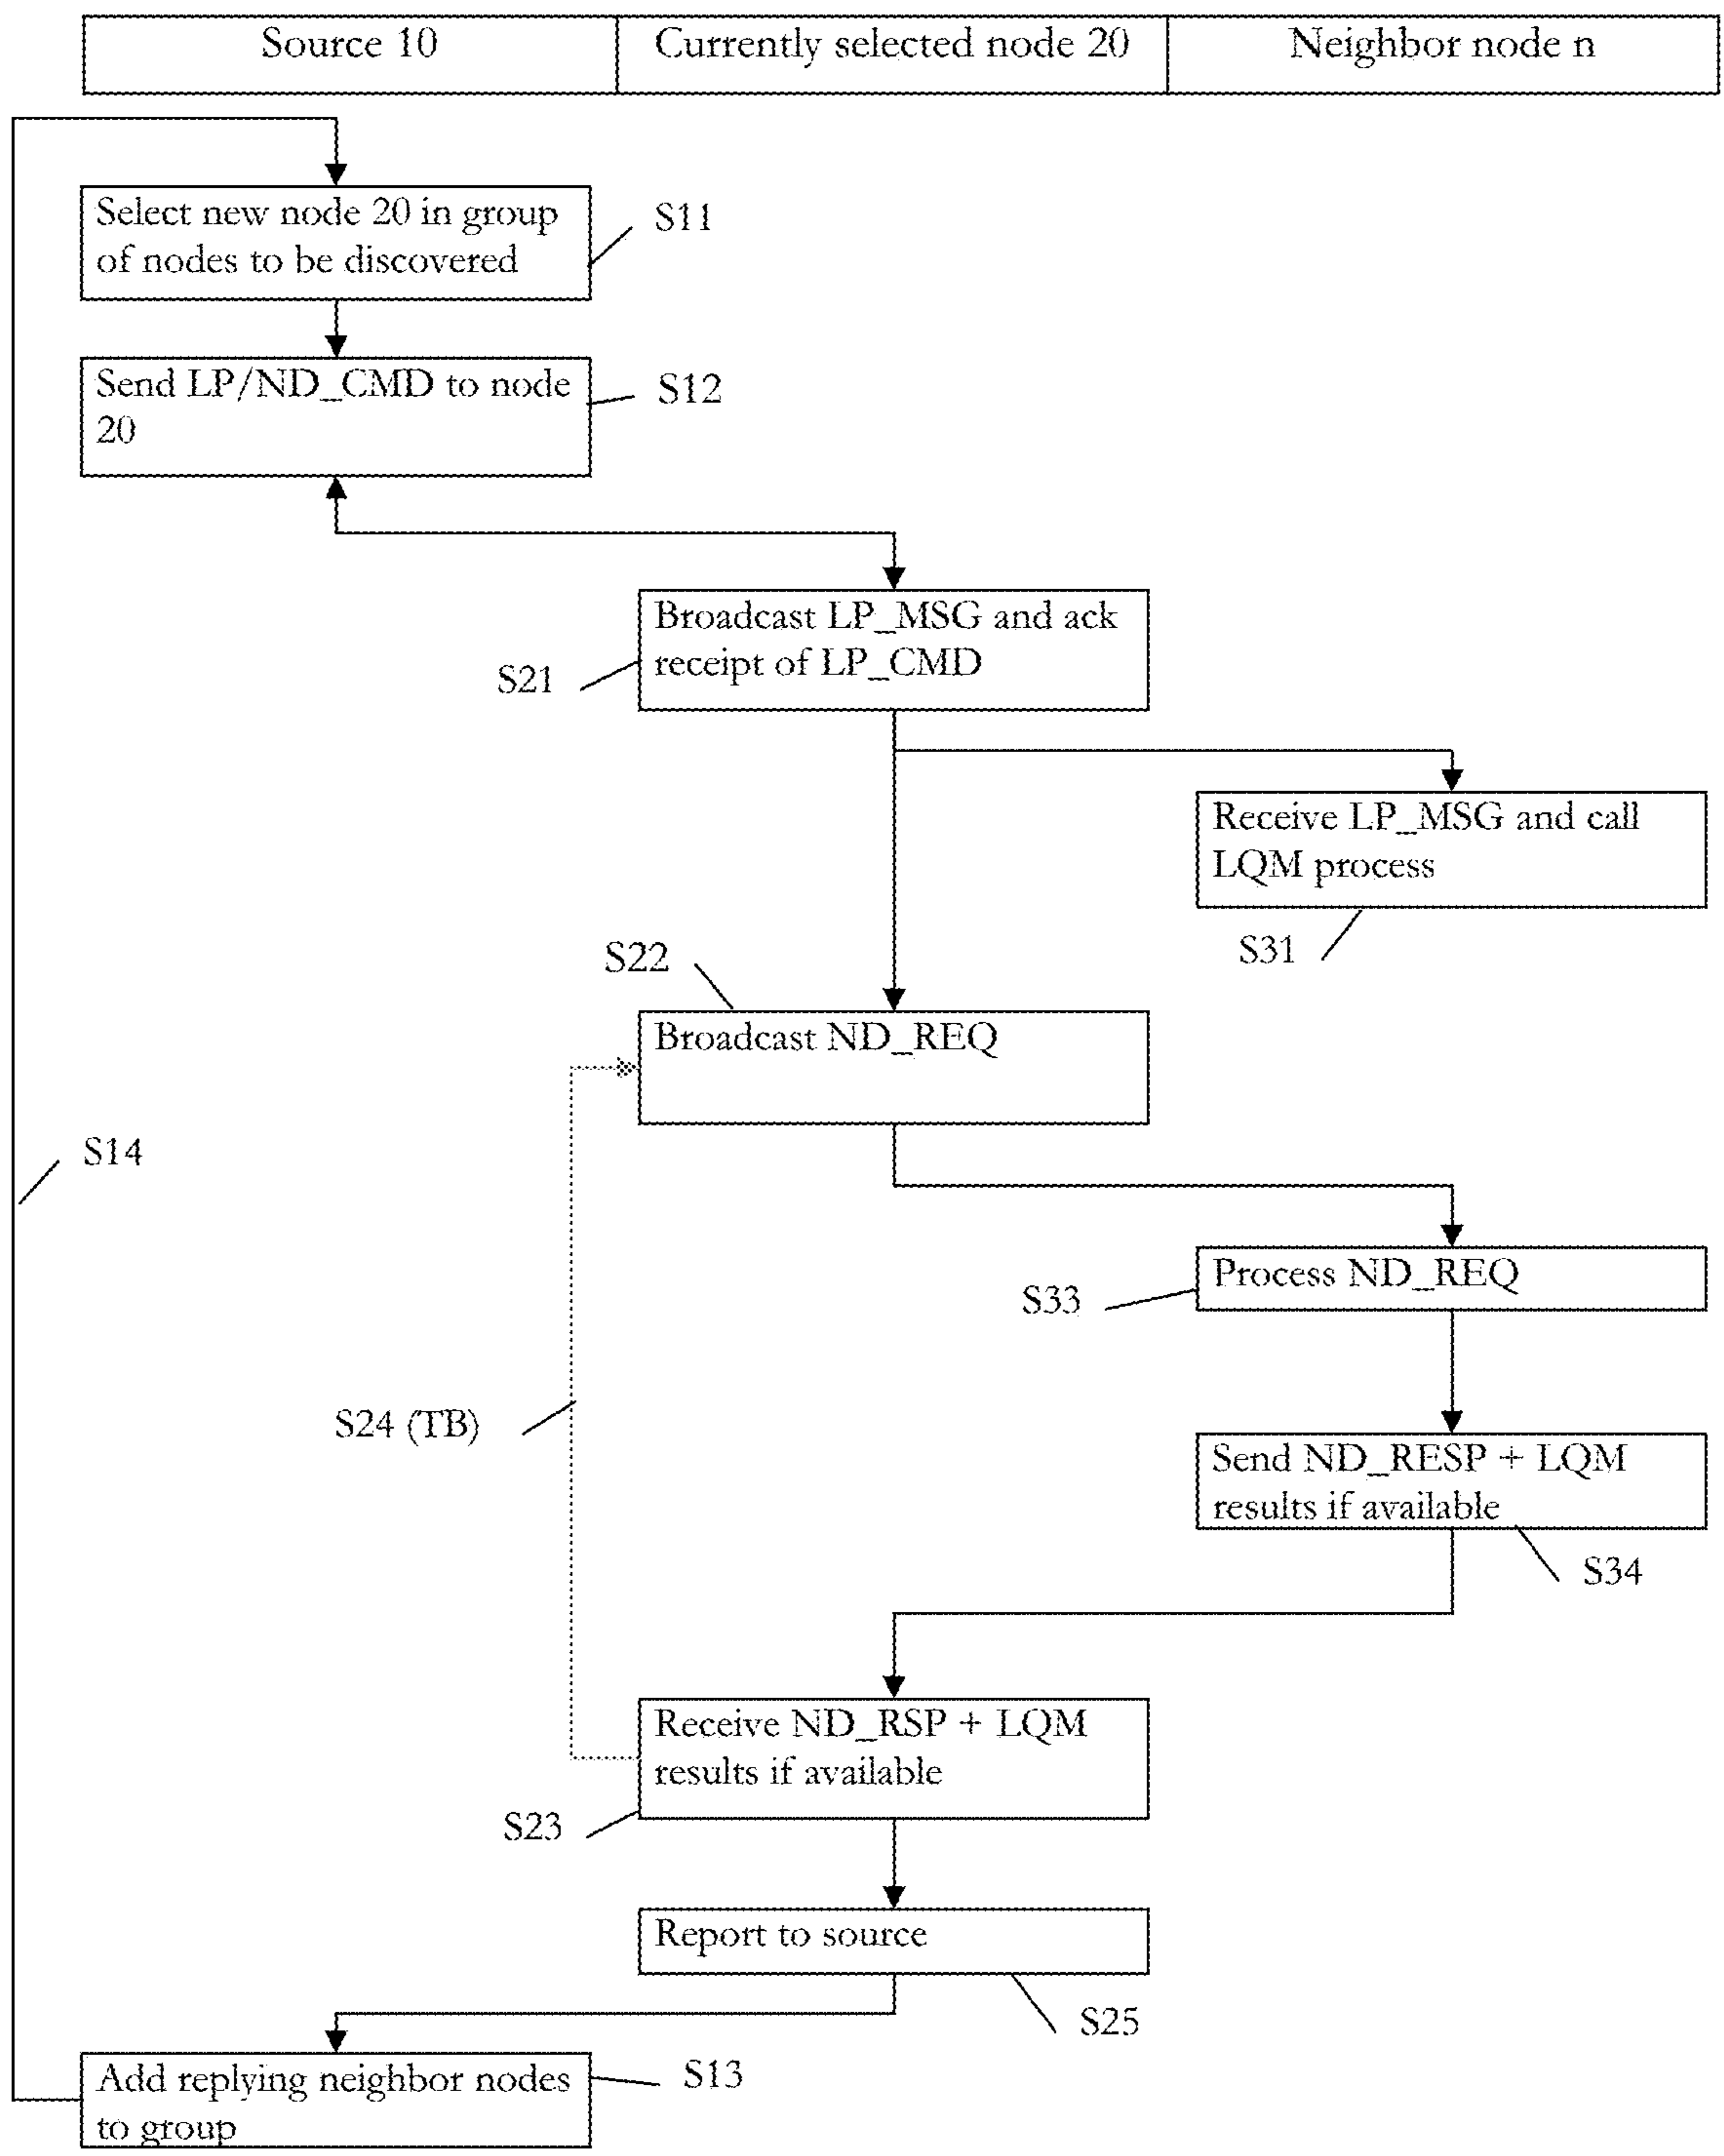 Source 10
Currently selected node 20
Neighbor node n
Select new node 20 in group
of nodes to be discovered
S11
Send LP/ND_CMD to node
20
S12
Broadcast LP_MSG and ack
receipt of LP_CMD
S21
Receive LP_MSG and call
LQM process
S31
S22
Broadcast ND_REQ
S14
Process ND_REQ
S33
S24 (TB)
Send ND_RESP + LQM
results if available
S34
Receive ND_RSP + LQM
results if available
S23
Report to source
S25
Add replying neighbor nodes
to group
S13